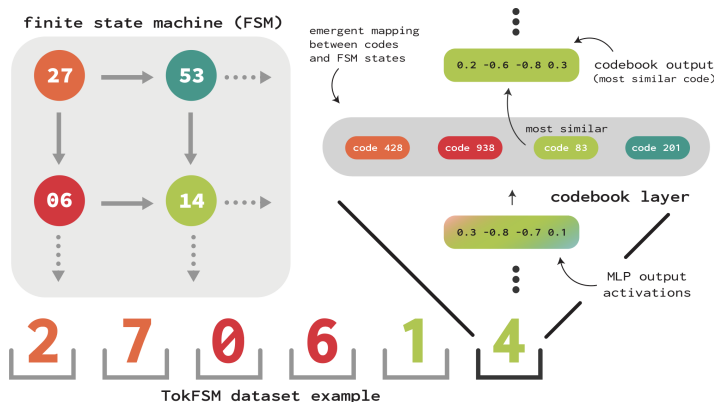 finite state machine (FSM)
27
53
06
14
emergent mapping
between codes
and FSM states
0.2 -0.6 -0.8 0.3
codebook output
(most similar code)
most similar
code 428
code 938
code 83
code 201
codebook layer
0.3 -0.8 -0.7 0.1
MLP output
activations
2 7 0 6 1 4
TokFSM dataset example